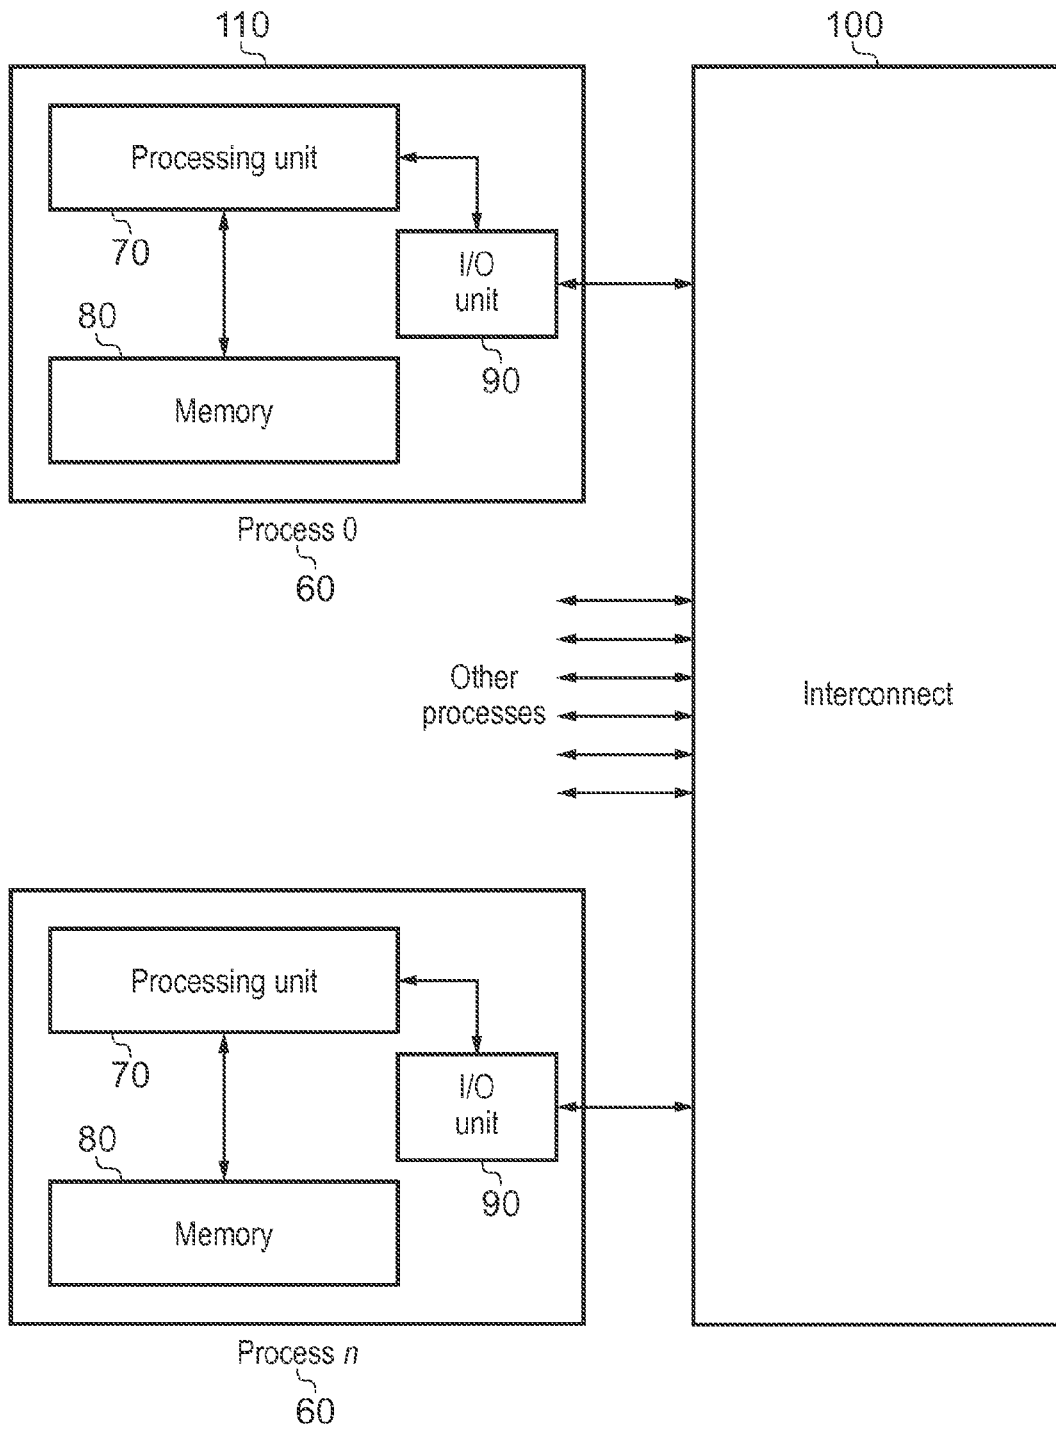 110
100
Processing unit
70
I/O
unit
80
90
Memory
Process 0
60
Other
processes
Interconnect
Processing unit
70
I/O
unit
80
90
Memory
Process n
60